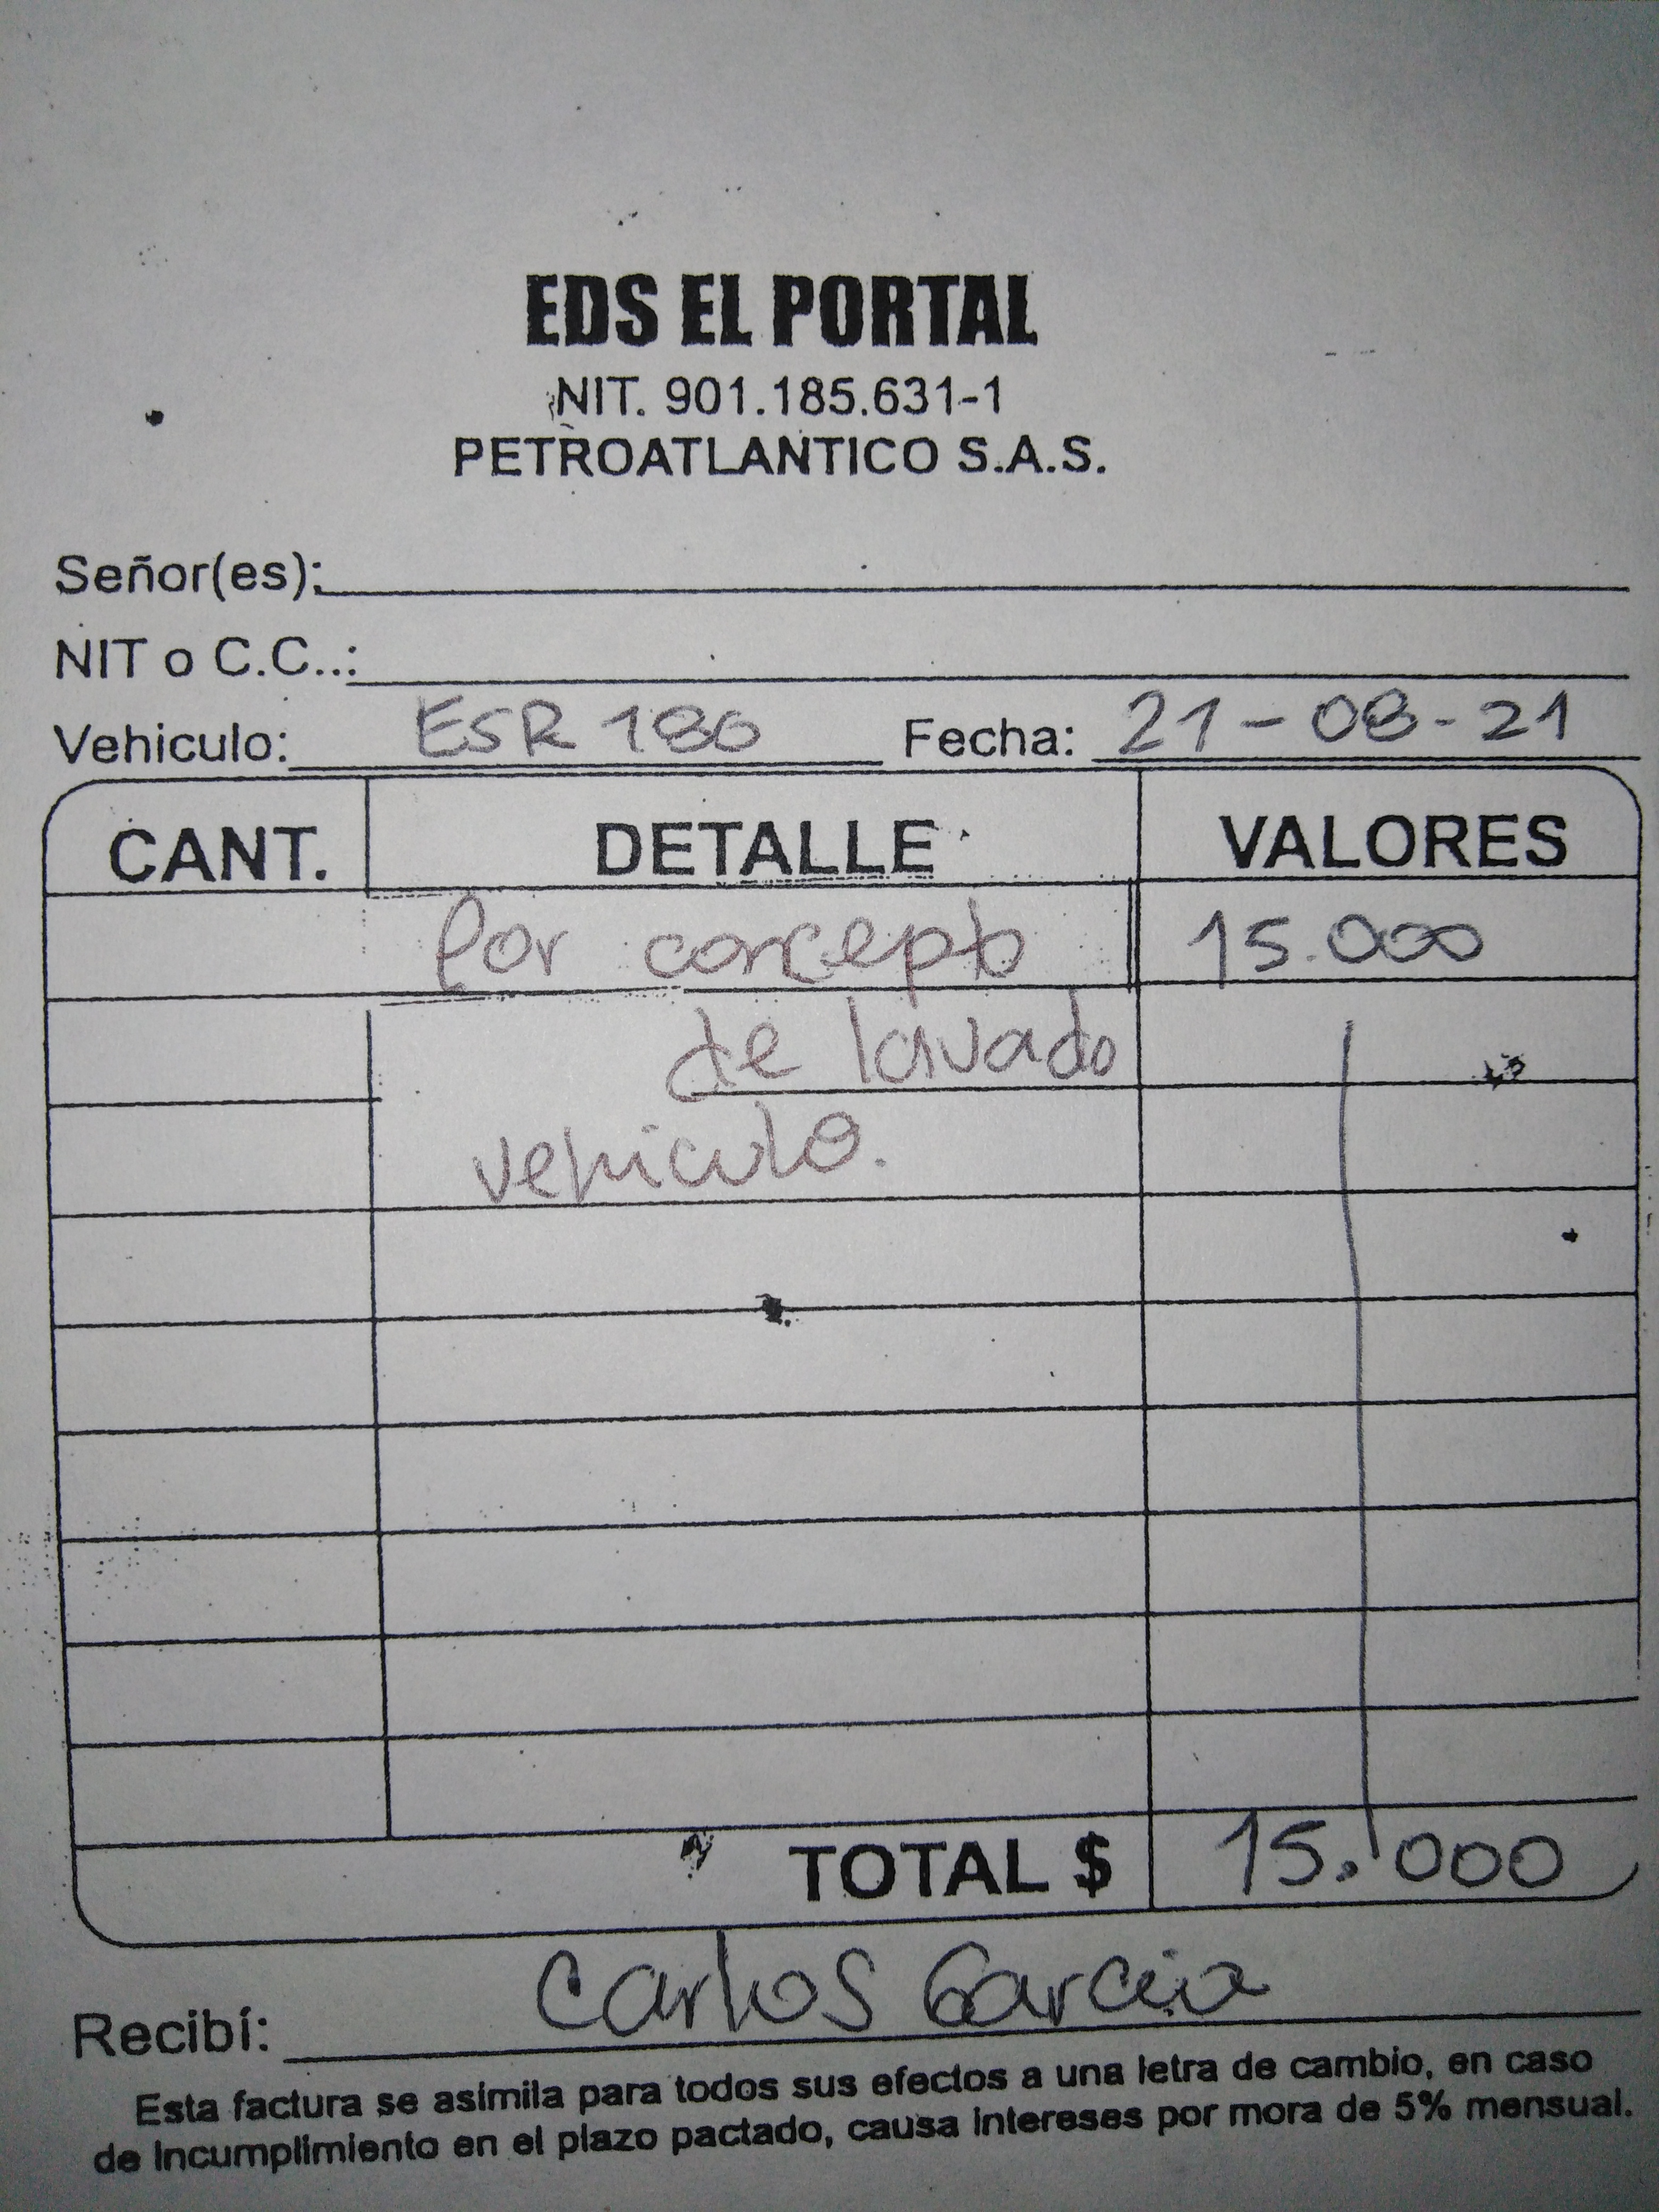 EDS EL PORTAL
NIT. 901.185.631-1
PETROATLANTICO S.A.S.
Señor(es):
NIT o C.C..:
Vehiculo: ESR 180 Fecha: 21-08-21
CANT. DETALLE VALORES
Por concepto 15.000
de lavado
vehiculo.
TOTAL $ 15.000
Recibí: Carlos Garcia
Esta factura se asimila para todos sus efectos a una letra de cambio, en caso
de Incumplimiento en el plazo pactado, causa intereses por mora de 5% mensual.